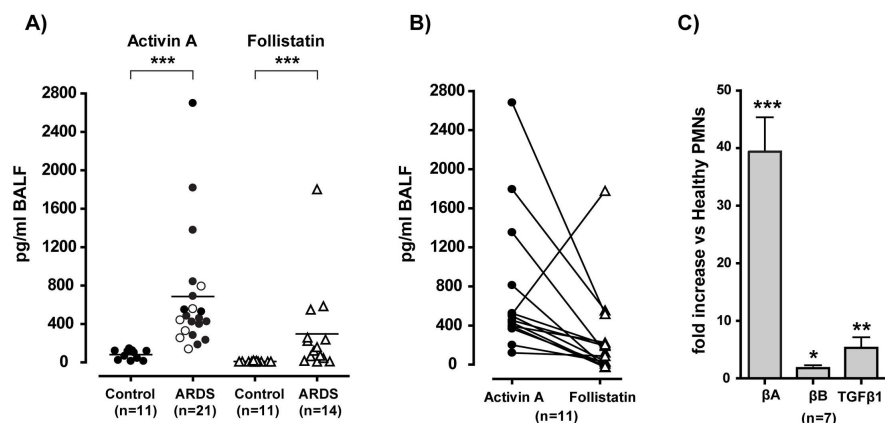 A)
Activin A
Follistatin
***
***
2800
2400
2000
1600
1200
800
400
0
pg/ml BALF
Control
(n=11)
ARDS
(n=21)
Control
(n=11)
ARDS
(n=14)
B)
2800
2400
2000
1600
1200
800
400
0
pg/ml BALF
Activin A
Follistatin
(n=11)
C)
50
40
30
20
10
0
fold increase vs Healthy PMNs
***
*
**
βA
βB
TGFβ1
(n=7)